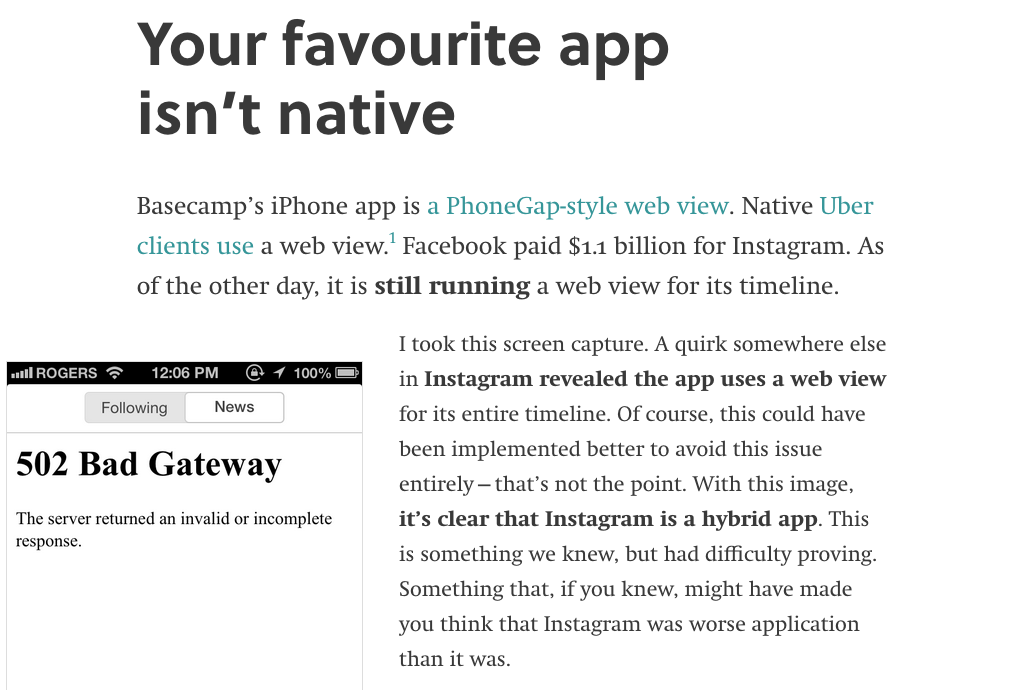 Your favourite app
isn’t native
Basecamp’s iPhone app is a PhoneGap-style web view. Native Uber
clients use a web view.1 Facebook paid $1.1 billion for Instagram. As
of the other day, it is still running a web view for its timeline.
ROGERS 12:06 PM 100%
Following News
502 Bad Gateway
The server returned an invalid or incomplete
response.
I took this screen capture. A quirk somewhere else
in Instagram revealed the app uses a web view
for its entire timeline. Of course, this could have
been implemented better to avoid this issue
entirely – that’s not the point. With this image,
it’s clear that Instagram is a hybrid app. This
is something we knew, but had difficulty proving.
Something that, if you knew, might have made
you think that Instagram was worse application
than it was.